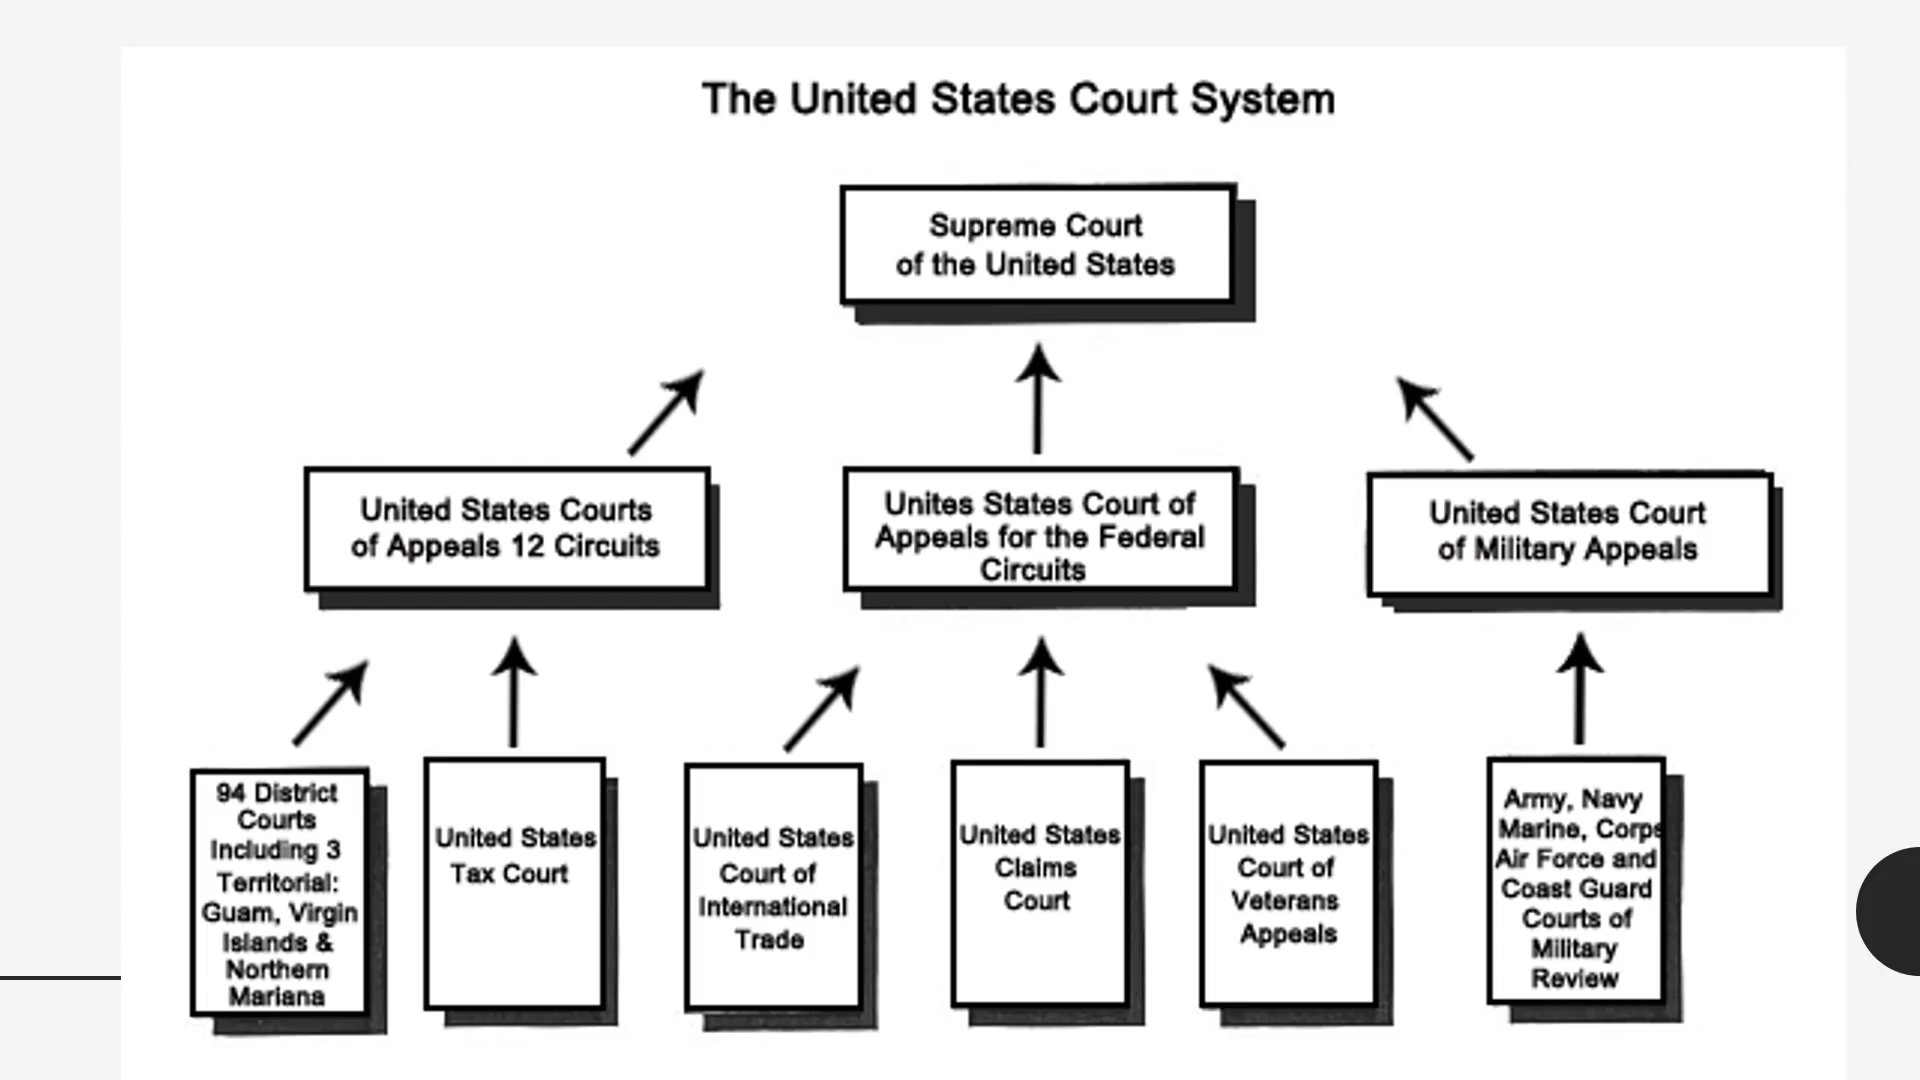 The United States Court System
Supreme Court
of the United States
United States Courts
of Appeals 12 Circuits
Unites States Court of
Appeals for the Federal
Circuits
United States Court
of Military Appeals
94 District
Courts
Including 3
Territorial:
Guam, Virgin
Islands &
Northern
Mariana
United States
Tax Court
United States
Court of
International
Trade
United States
Claims
Court
United States
Court of
Veterans
Appeals
Army, Navy
Marine, Corps
Air Force and
Coast Guard
Courts of
Military
Review